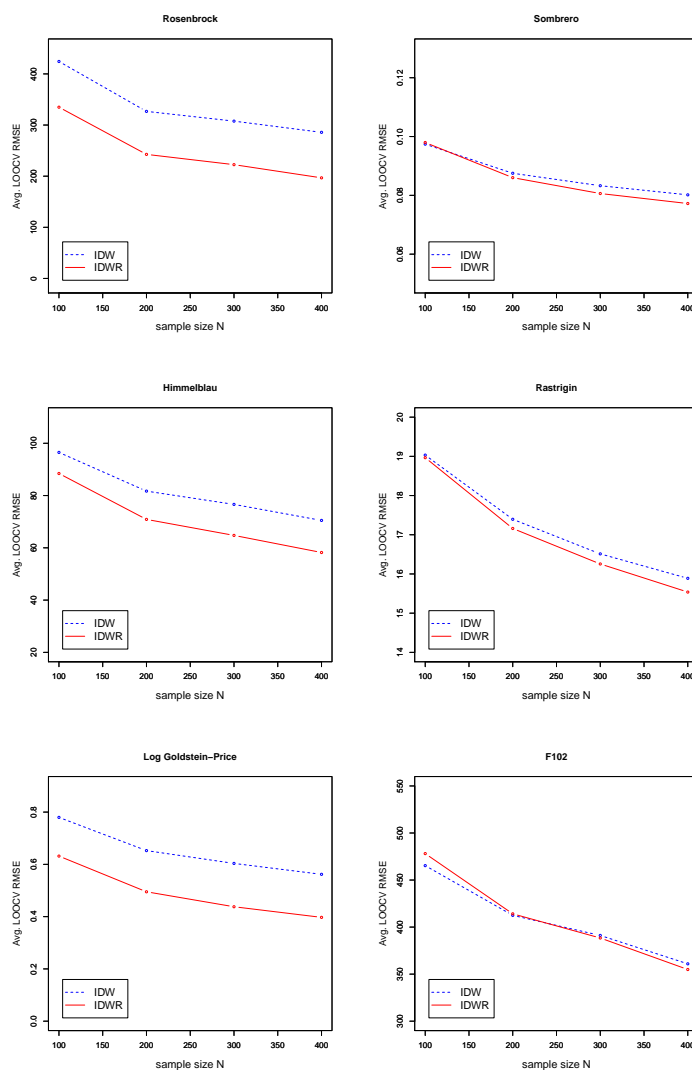 Rosenbrock
Avg. LOOCV RMSE
0 100 200 300 400
IDW
IDWR
100 150 200 250 300 350 400
sample size N
Sombrero
Avg. LOOCV RMSE
0.06 0.08 0.10 0.12
IDW
IDWR
100 150 200 250 300 350 400
sample size N
Himmelblau
Avg. LOOCV RMSE
20 40 60 80 100
IDW
IDWR
100 150 200 250 300 350 400
sample size N
Rastrigin
Avg. LOOCV RMSE
14 15 16 17 18 19 20
IDW
IDWR
100 150 200 250 300 350 400
sample size N
Log Goldstein−Price
Avg. LOOCV RMSE
0.0 0.2 0.4 0.6 0.8
IDW
IDWR
100 150 200 250 300 350 400
sample size N
F102
Avg. LOOCV RMSE
300 350 400 450 500 550
IDW
IDWR
100 150 200 250 300 350 400
sample size N